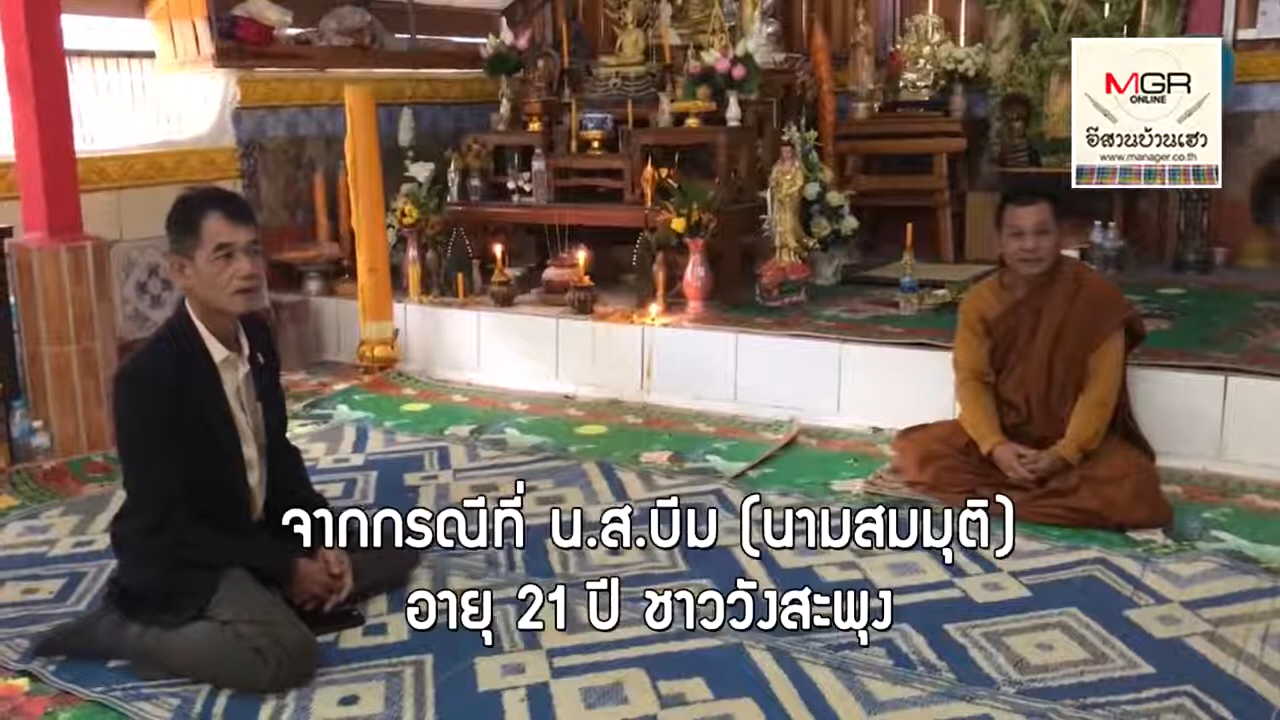 MGR
ONLINE
อีสานบ้านเฮา
www.manager.co.th
จากกรณีที่ น.ส.บีม (นามสมมุติ)
อายุ 21 ปี ชาววังสะพุง